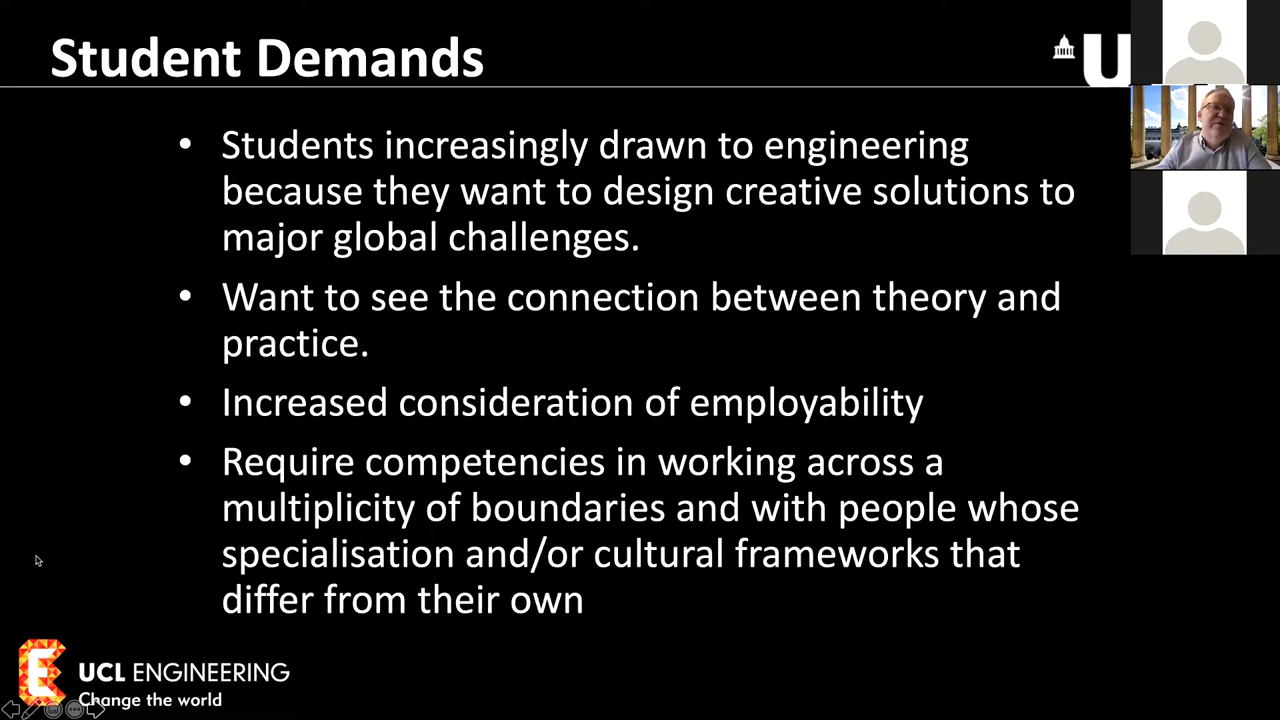 Student Demands
U
• Students increasingly drawn to engineering
because they want to design creative solutions to
major global challenges.
• Want to see the connection between theory and
practice.
• Increased consideration of employability
• Require competencies in working across a
multiplicity of boundaries and with people whose
specialisation and/or cultural frameworks that
differ from their own
UCL ENGINEERING
Change the world